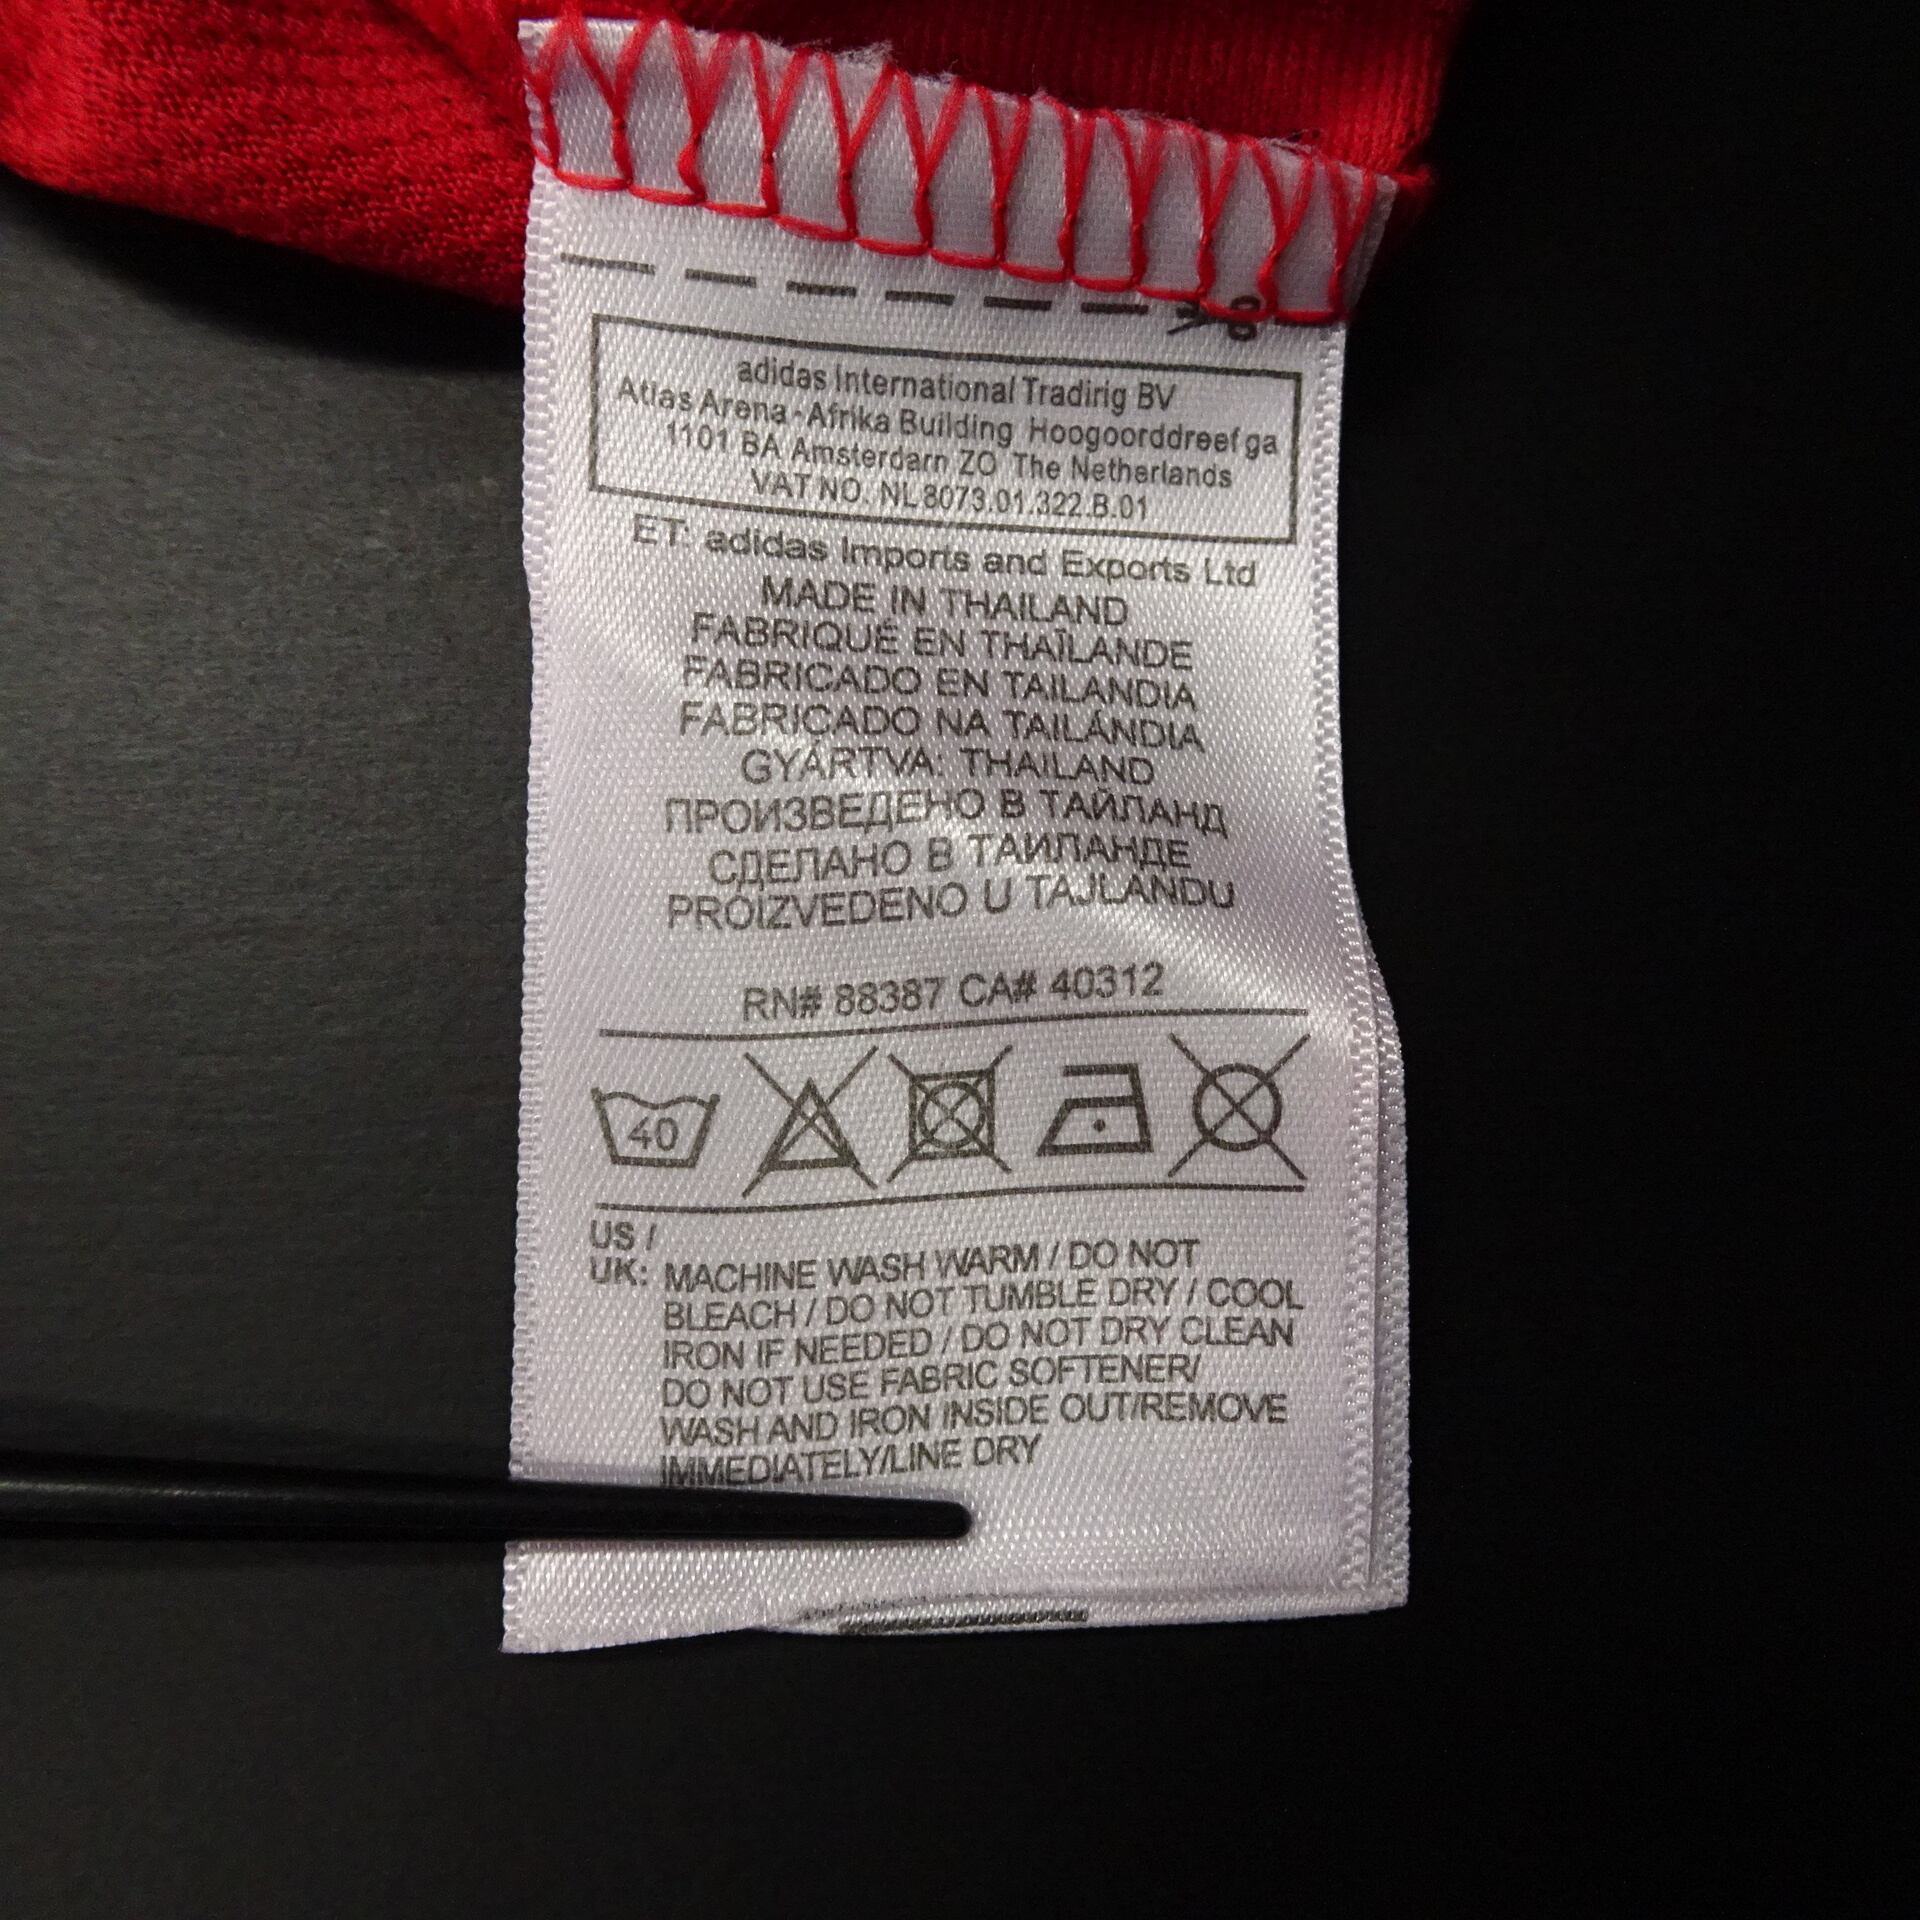 adidas International Tradirig BV
Atlas Arena - Afrika Building Hoogoorddreef ga
1101 BA Amsterdarn ZO The Netherlands
VAT NO. NL8073.01.322.B.01
ET: adidas Imports and Exports Ltd
MADE IN THAILAND
FABRIQUÉ EN THAÏLANDE
FABRICADO EN TAILANDIA
FABRICADO NA TAILÁNDIA
GYÁRTVA: THAILAND
ПРОИЗВЕДЕНО В ТАЙЛАНД
СДЕЛАНО В ТАИЛАНДЕ
PROIZVEDENO U TAJLANDU
RN# 88387 CA# 40312
40
US /
UK: MACHINE WASH WARM / DO NOT
BLEACH / DO NOT TUMBLE DRY / COOL
IRON IF NEEDED / DO NOT DRY CLEAN
DO NOT USE FABRIC SOFTENER/
WASH AND IRON INSIDE OUT/REMOVE
IMMEDIATELY/LINE DRY